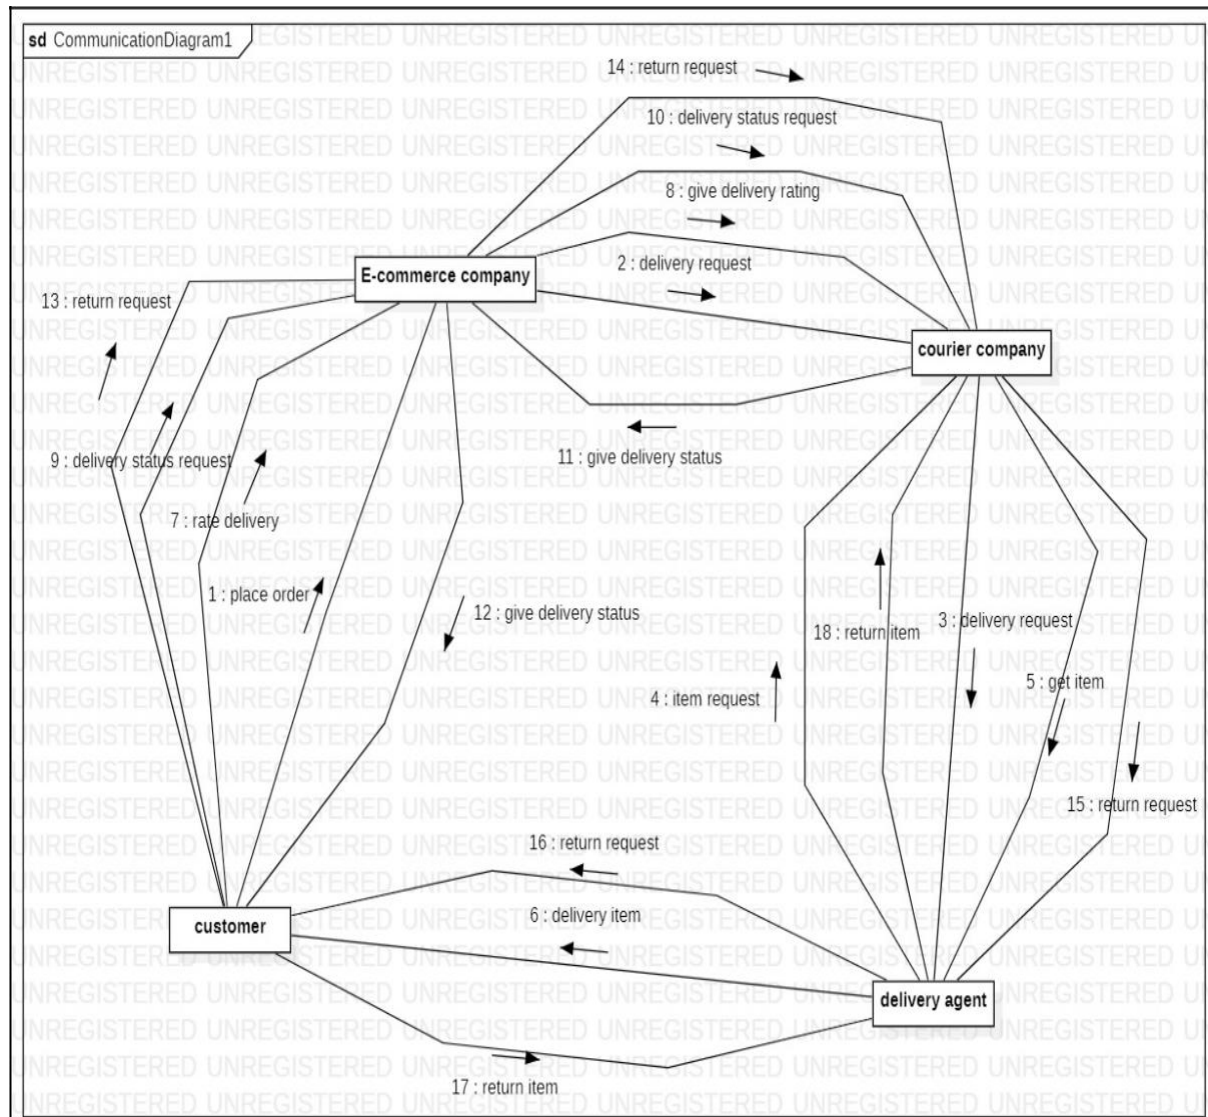 sd CommunicationDiagram1
14 : return request
10 : delivery status request
8 : give delivery rating
2 : delivery request
E-commerce company
13 : return request
courier company
11 : give delivery status
9 : delivery status request
7 : rate delivery
1 : place order
12 : give delivery status
3 : delivery request
18 : return item
5 : get item
4 : item request
15 : return request
16 : return request
6 : delivery item
customer
delivery agent
17 : return item
UNREGISTERED